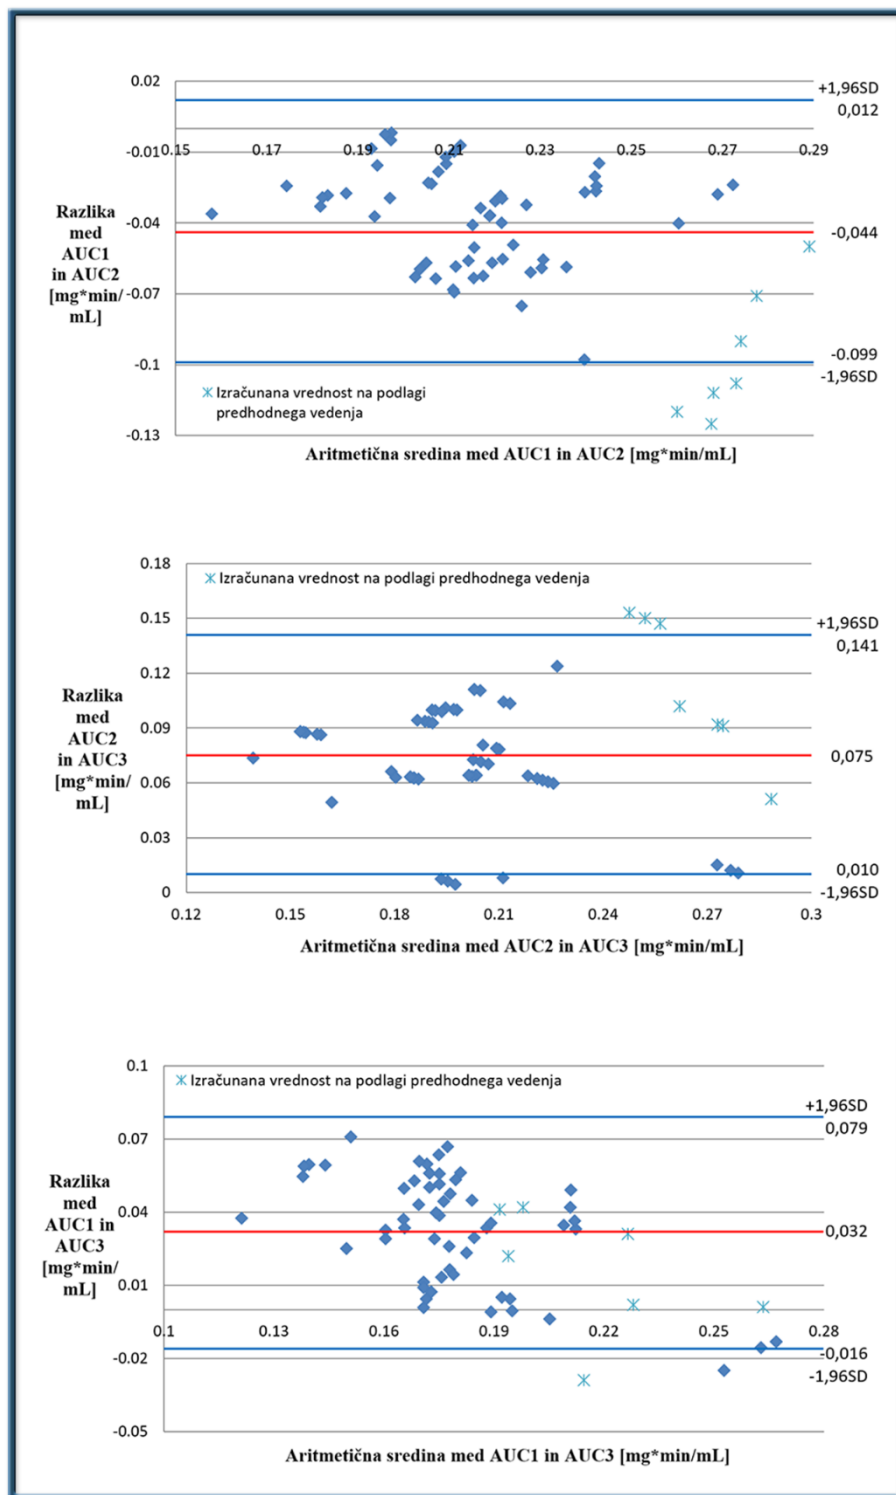 0.02
+1,96SD
0,012
0.15
0.17
0.19
0.21
0.23
0.25
0.27
0.29
-0.01
-0.04
-0,044
-0.07
-0.1
-0.099
-1,96SD
-0.13
Razlika
med
AUC1
in AUC2
[mg*min/
mL]
Izračunana vrednost na podlagi
predhodnega vedenja
Aritmetična sredina med AUC1 in AUC2 [mg*min/mL]
0.18
Izračunana vrednost na podlagi predhodnega vedenja
0.15
+1,96SD
0,141
0.12
0.09
0,075
0.06
0.03
0,010
0
-1,96SD
Razlika
med
AUC2
in AUC3
[mg*min/
mL]
0.12
0.15
0.18
0.21
0.24
0.27
0.3
Aritmetična sredina med AUC2 in AUC3 [mg*min/mL]
0.1
Izračunana vrednost na podlagi predhodnega vedenja
+1,96SD
0,079
0.07
0.04
0,032
0.01
Razlika
med
AUC1 in
AUC3
[mg*min/
mL]
0.1
0.13
0.16
0.19
0.22
0.25
0.28
-0,016
-0.02
-1,96SD
-0.05
Aritmetična sredina med AUC1 in AUC3 [mg*min/mL]